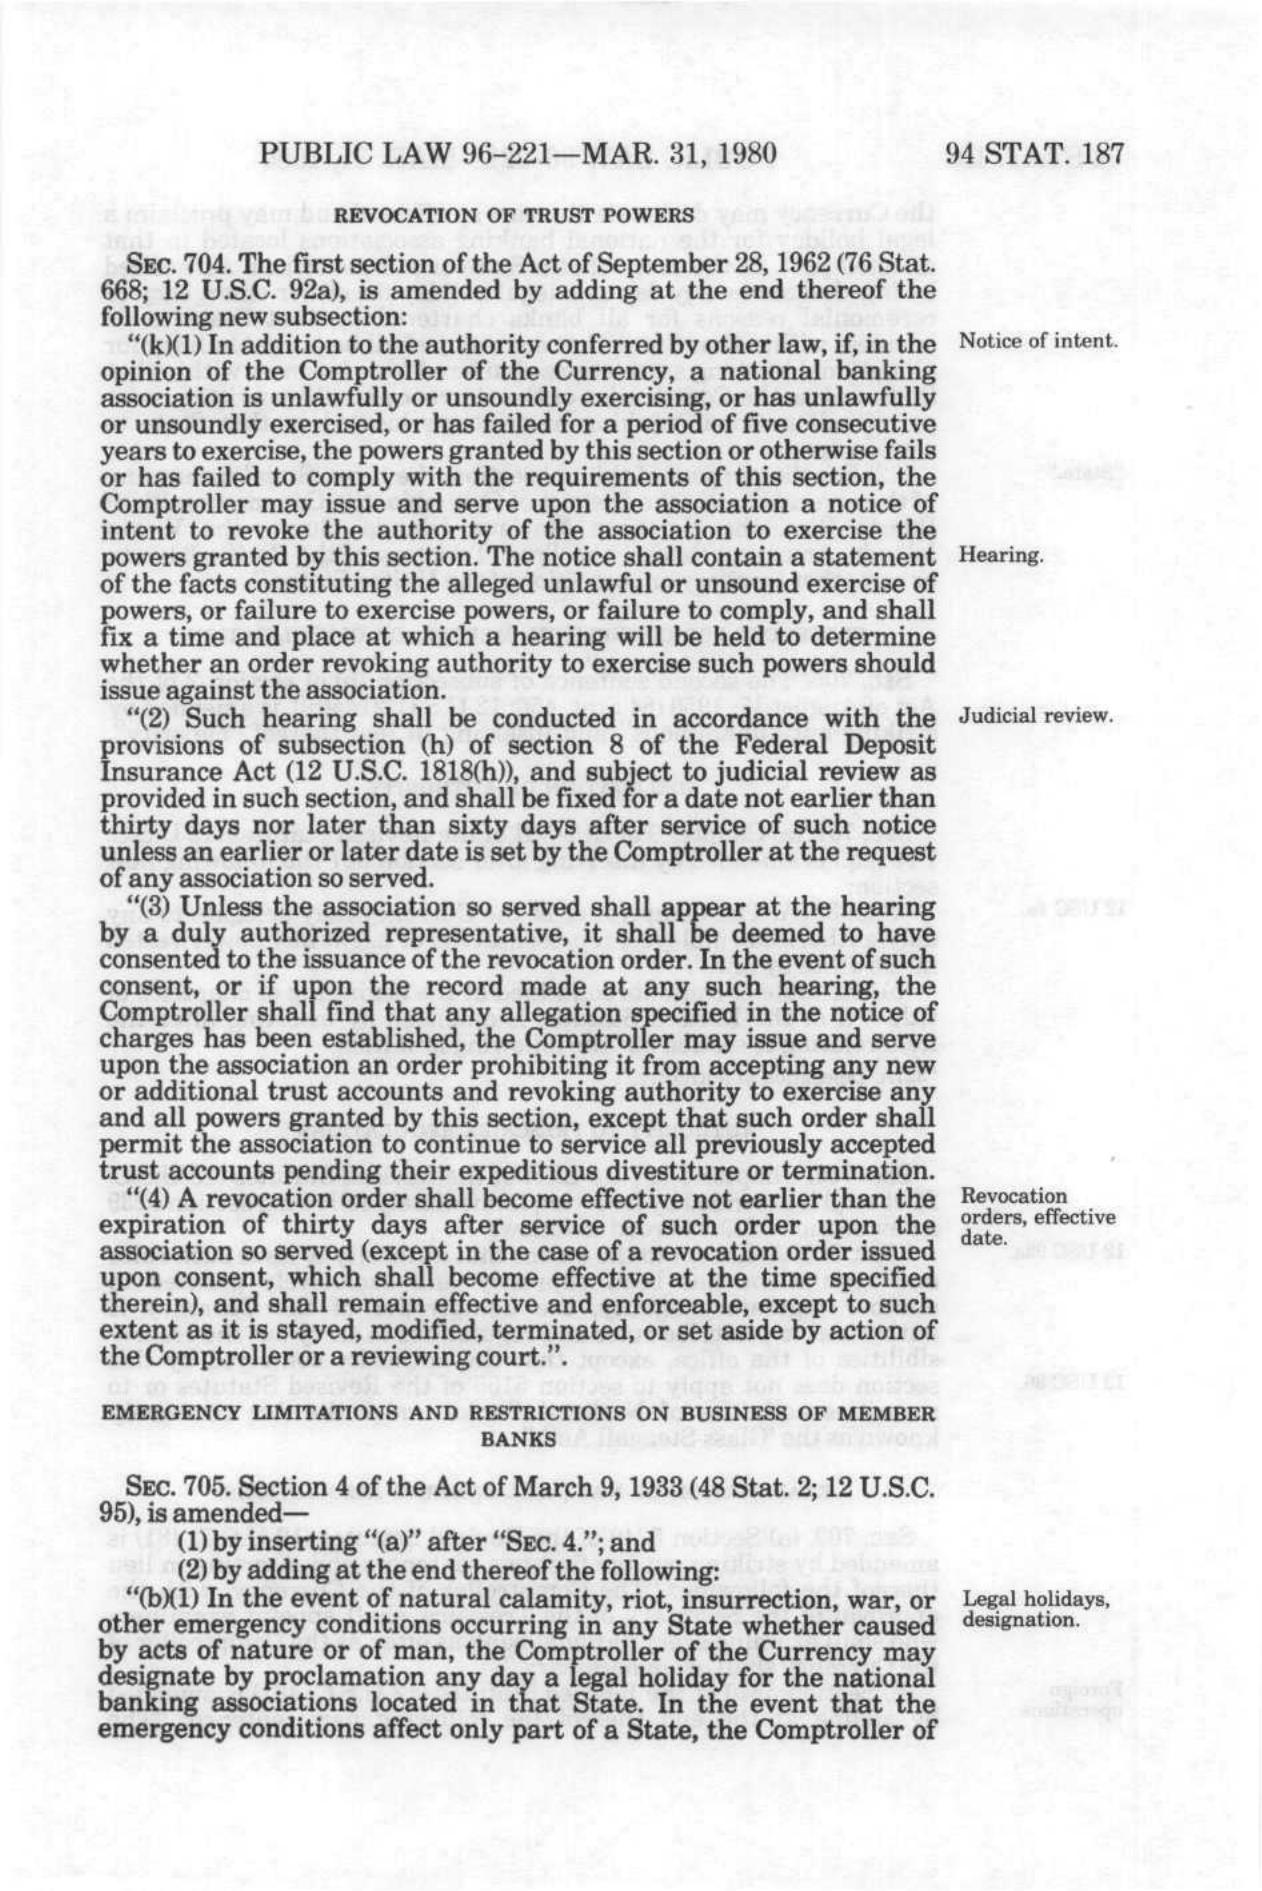 PUBLIC LAW 96-221—MAR. 31, 1980 94 STAT. 187
REVOCATION OF TRUST POWERS
SEC. 704. The first section of the Act of September 28, 1962 (76 Stat.
668; 12 U.S.C. 92a), is amended by adding at the end thereof the
following new subsection:
“(k)(1) In addition to the authority conferred by other law, if, in the
Notice of intent.
opinion of the Comptroller of the Currency, a national banking
association is unlawfully or unsoundly exercising, or has unlawfully
or unsoundly exercised, or has failed for a period of five consecutive
years to exercise, the powers granted by this section or otherwise fails
or has failed to comply with the requirements of this section, the
Comptroller may issue and serve upon the association a notice of
intent to revoke the authority of the association to exercise the
powers granted by this section. The notice shall contain a statement
Hearing.
of the facts constituting the alleged unlawful or unsound exercise of
powers, or failure to exercise powers, or failure to comply, and shall
fix a time and place at which a hearing will be held to determine
whether an order revoking authority to exercise such powers should
issue against the association.
“(2) Such hearing shall be conducted in accordance with the
Judicial review.
provisions of subsection (h) of section 8 of the Federal Deposit
Insurance Act (12 U.S.C. 1818(h)), and subject to judicial review as
provided in such section, and shall be fixed for a date not earlier than
thirty days nor later than sixty days after service of such notice
unless an earlier or later date is set by the Comptroller at the request
of any association so served.
“(3) Unless the association so served shall appear at the hearing
by a duly authorized representative, it shall be deemed to have
consented to the issuance of the revocation order. In the event of such
consent, or if upon the record made at any such hearing, the
Comptroller shall find that any allegation specified in the notice of
charges has been established, the Comptroller may issue and serve
upon the association an order prohibiting it from accepting any new
or additional trust accounts and revoking authority to exercise any
and all powers granted by this section, except that such order shall
permit the association to continue to service all previously accepted
trust accounts pending their expeditious divestiture or termination.
“(4) A revocation order shall become effective not earlier than the
Revocation
orders, effective
date.
expiration of thirty days after service of such order upon the
association so served (except in the case of a revocation order issued
upon consent, which shall become effective at the time specified
therein), and shall remain effective and enforceable, except to such
extent as it is stayed, modified, terminated, or set aside by action of
the Comptroller or a reviewing court.”.
EMERGENCY LIMITATIONS AND RESTRICTIONS ON BUSINESS OF MEMBER
BANKS
SEC. 705. Section 4 of the Act of March 9, 1933 (48 Stat. 2; 12 U.S.C.
95), is amended—
(1) by inserting “(a)” after “SEC. 4.”; and
(2) by adding at the end thereof the following:
“(b)(1) In the event of natural calamity, riot, insurrection, war, or
Legal holidays,
designation.
other emergency conditions occurring in any State whether caused
by acts of nature or of man, the Comptroller of the Currency may
designate by proclamation any day a legal holiday for the national
banking associations located in that State. In the event that the
emergency conditions affect only part of a State, the Comptroller of